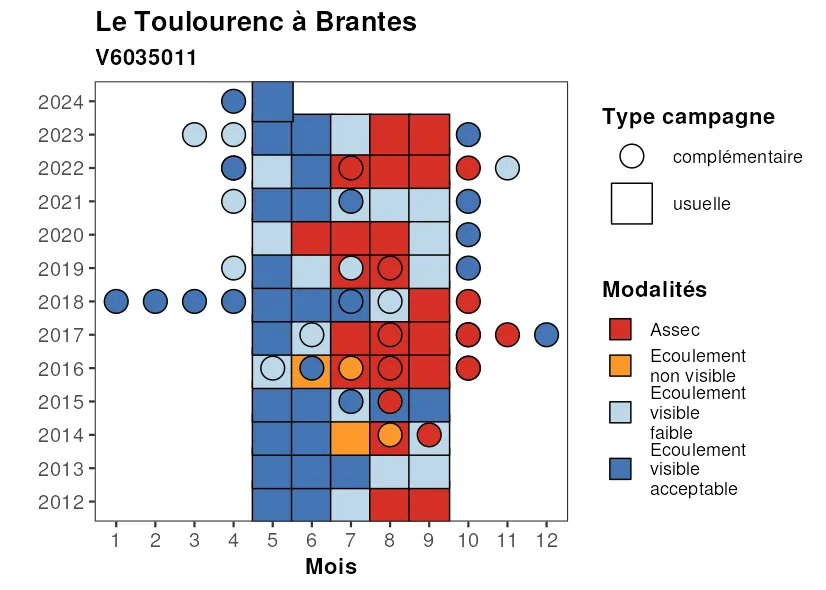 Le Toulourenc à Brantes
V6035011
2024
2023
2022
2021
2020
2019
2018
2017
2016
2015
2014
2013
2012
1 2 3 4 5 6 7 8 9 10 11 12
Mois
Type campagne
complémentaire
usuelle
Modalités
Assec
Ecoulement
non visible
Ecoulement
visible
faible
Ecoulement
visible
acceptable